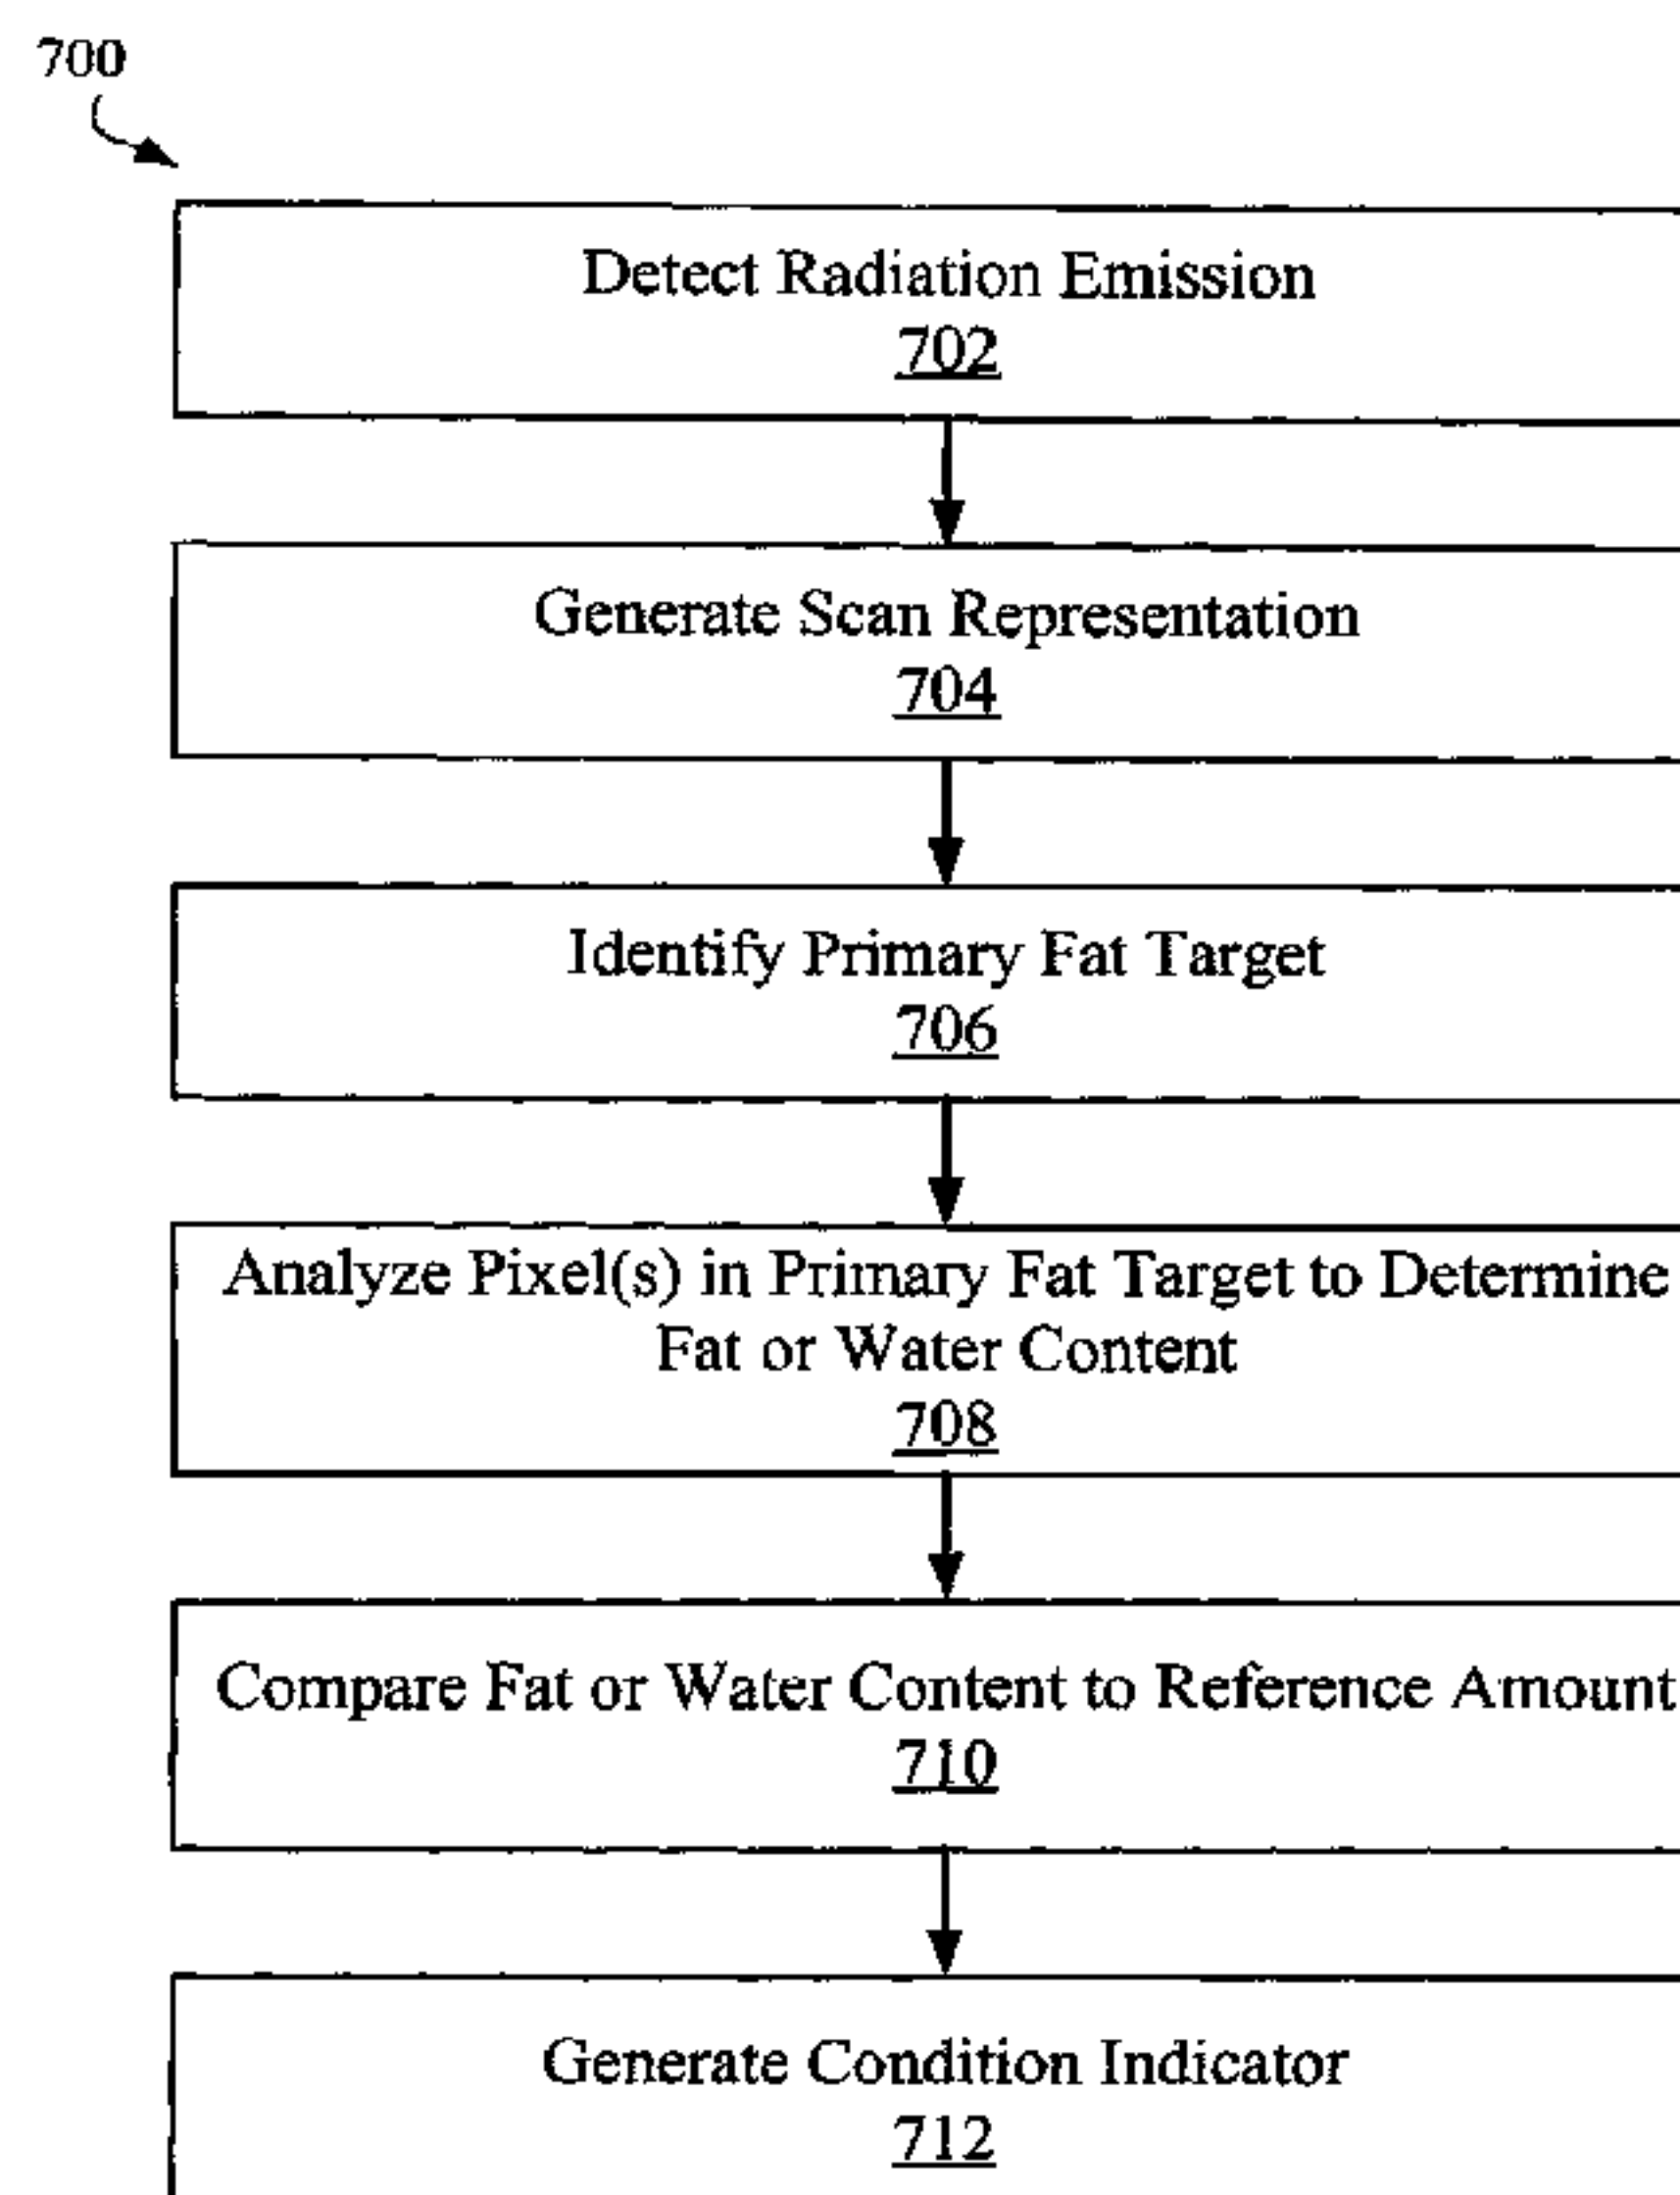 700
Detect Radiation Emission
702
Generate Scan Representation
704
Identify Primary Fat Target
706
Analyze Pixel(s) in Primary Fat Target to Determine
Fat or Water Content
708
Compare Fat or Water Content to Reference Amount
710
Generate Condition Indicator
712